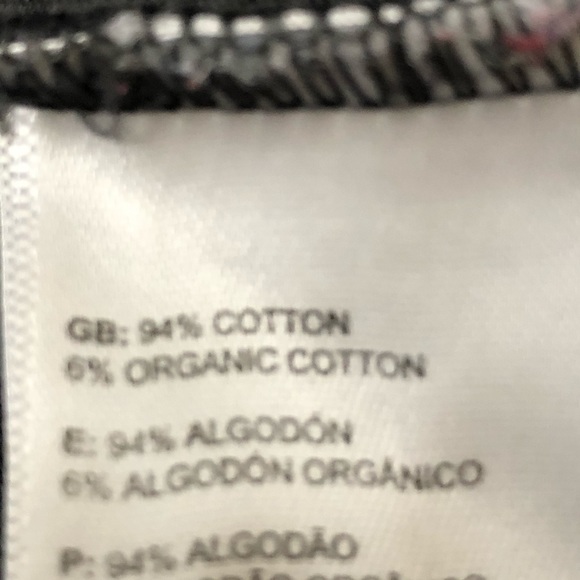 GB: 94% COTTON
6% ORGANIC COTTON
E: 94% ALGODÓN
6% ALGODÓN ORGÁNICO
P: 94% ALGODÃO